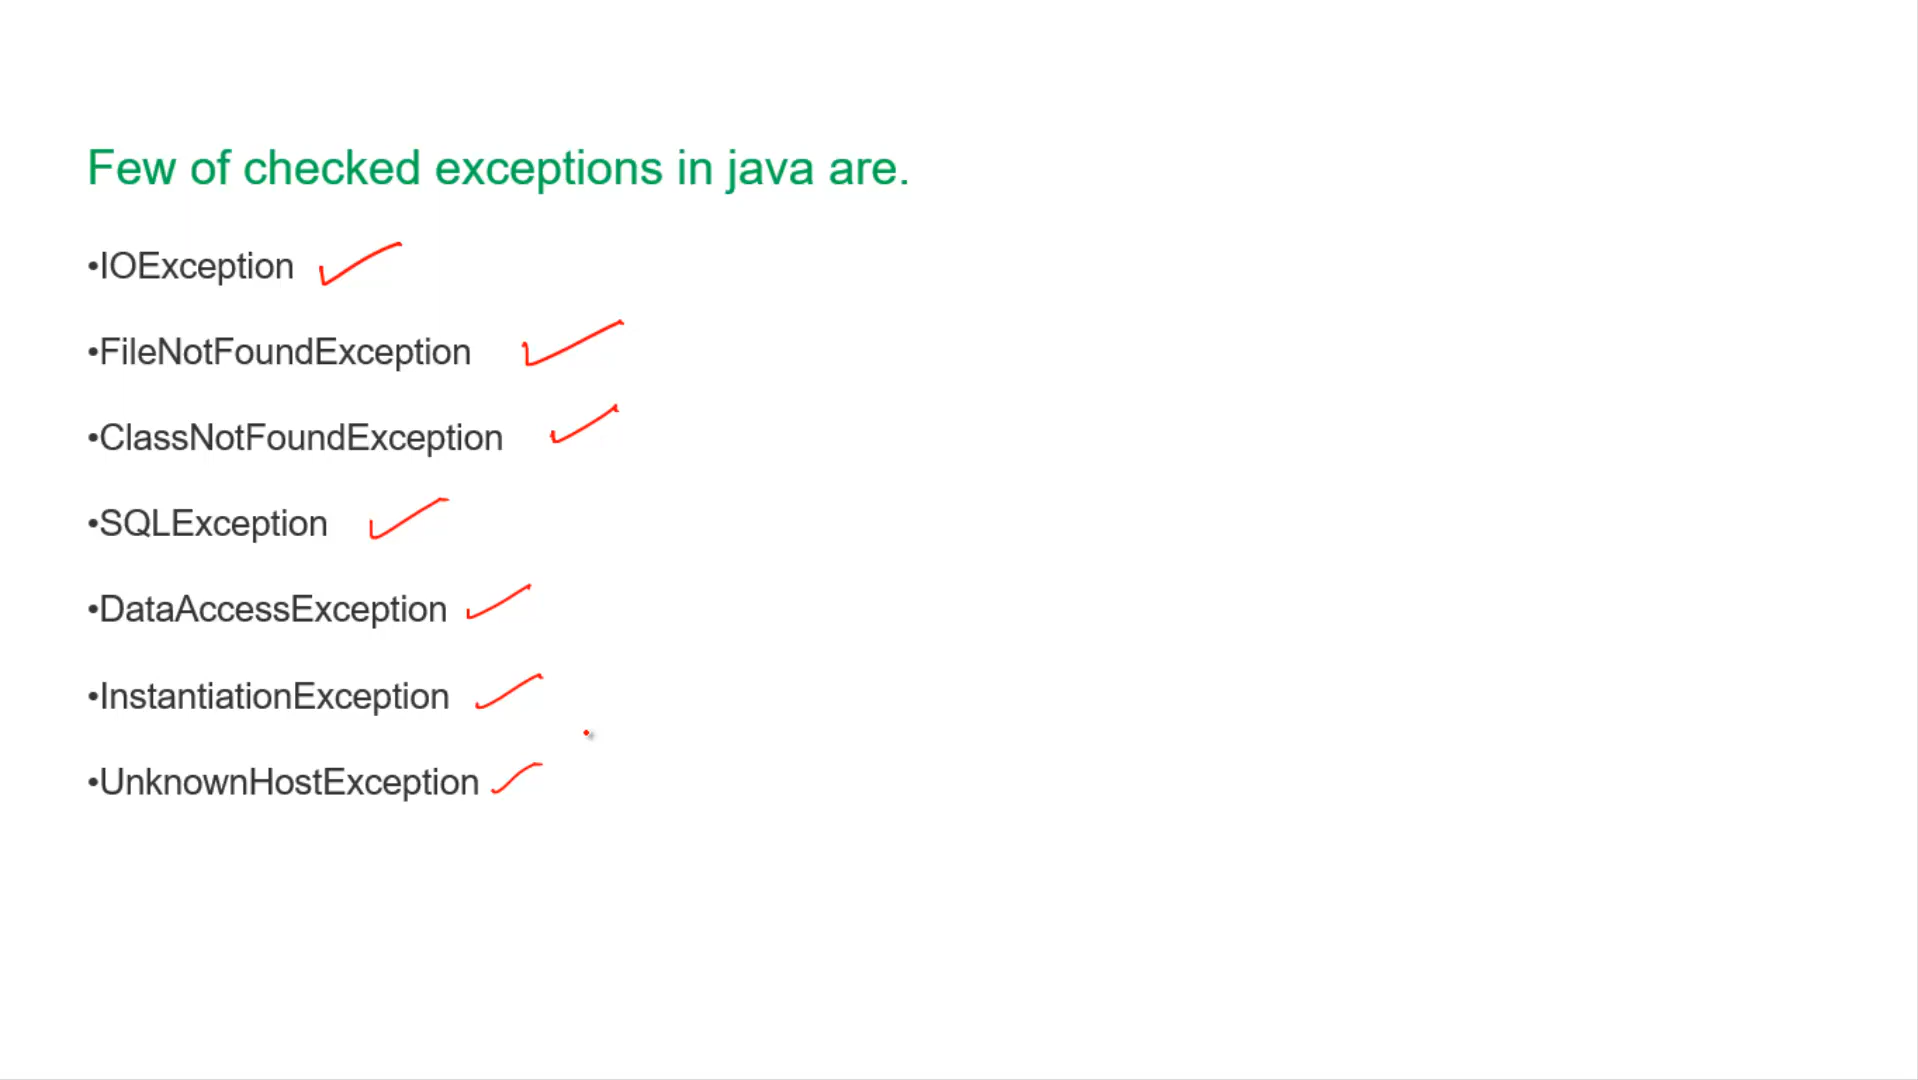 Few of checked exceptions in java are.
•IOException
•FileNotFoundException
•ClassNotFoundException
•SQLException
•DataAccessException
•InstantiationException
•UnknownHostException